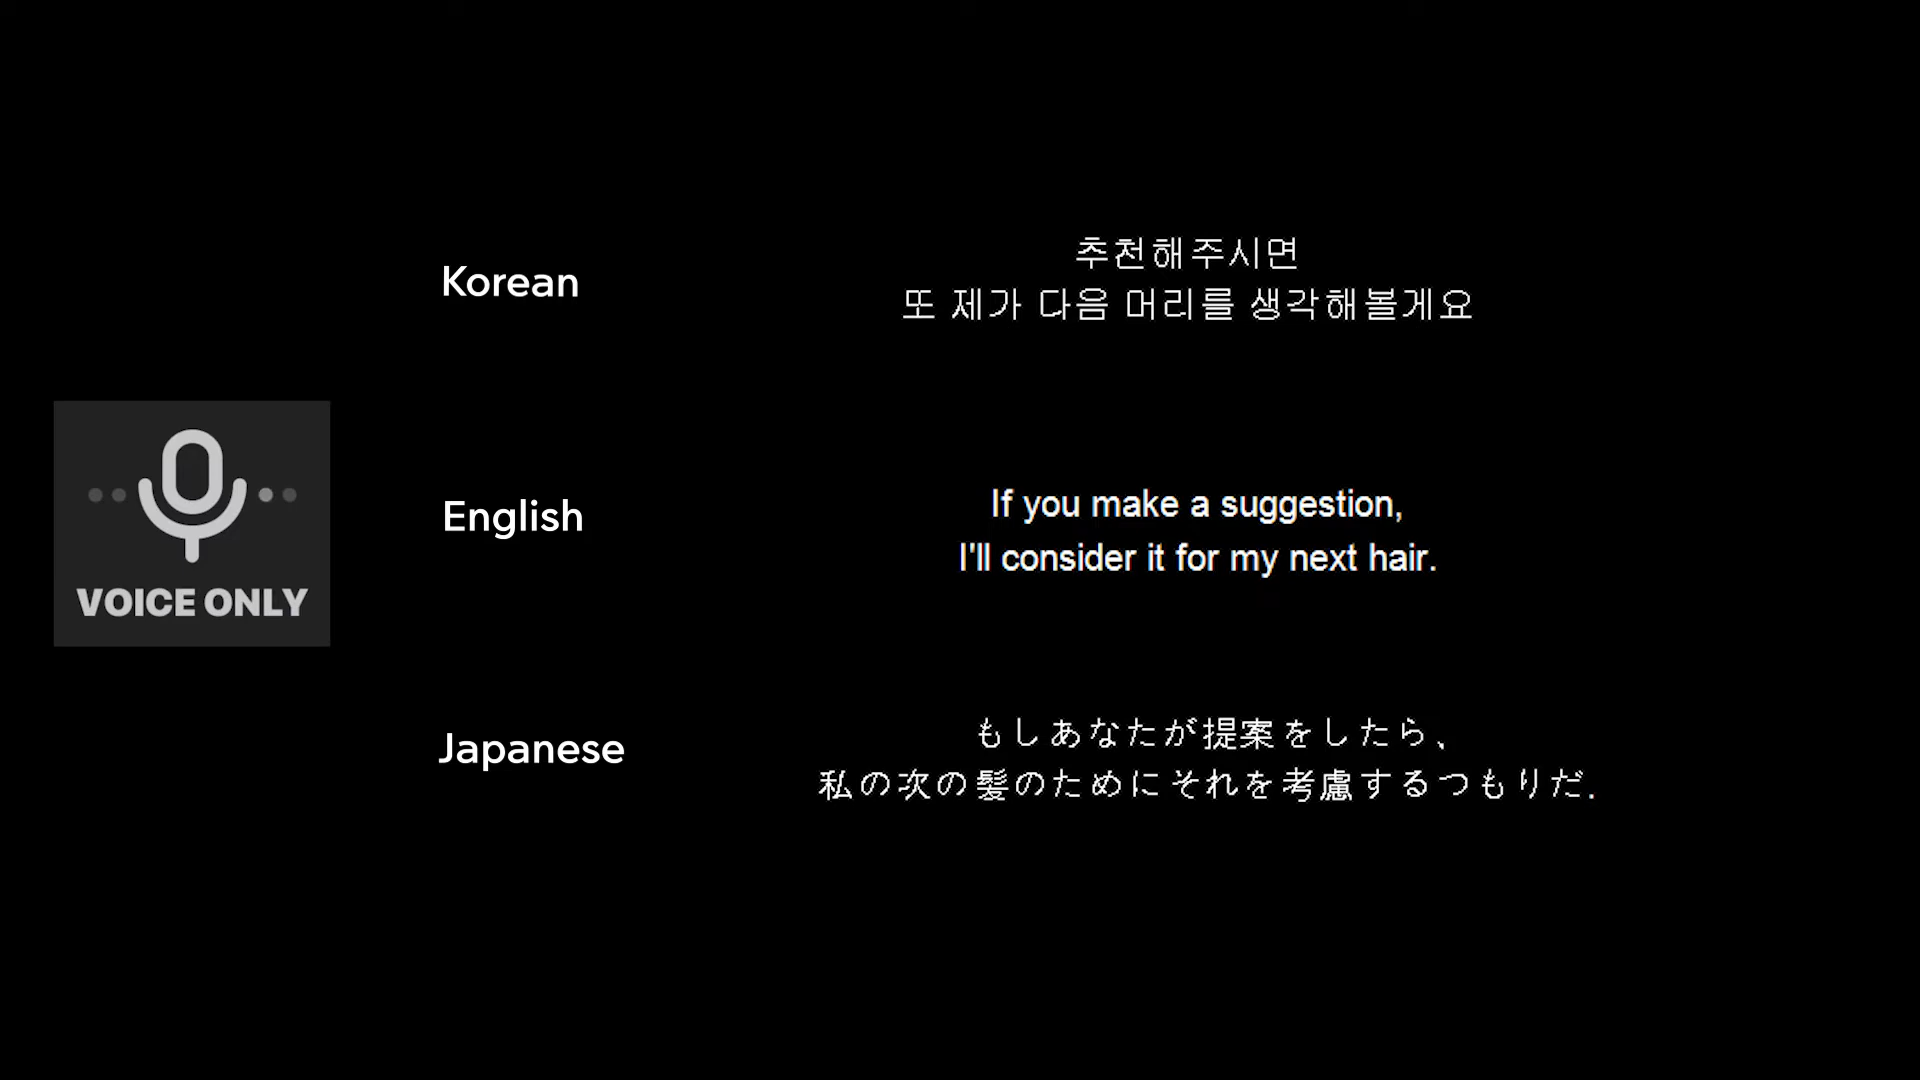 Korean
추천해주시면
또 제가 다음 머리를 생각해볼게요
VOICE ONLY
English
If you make a suggestion,
I'll consider it for my next hair.
Japanese
もしあなたが提案をしたら、
私の次の髪のためにそれを考慮するつもりだ.